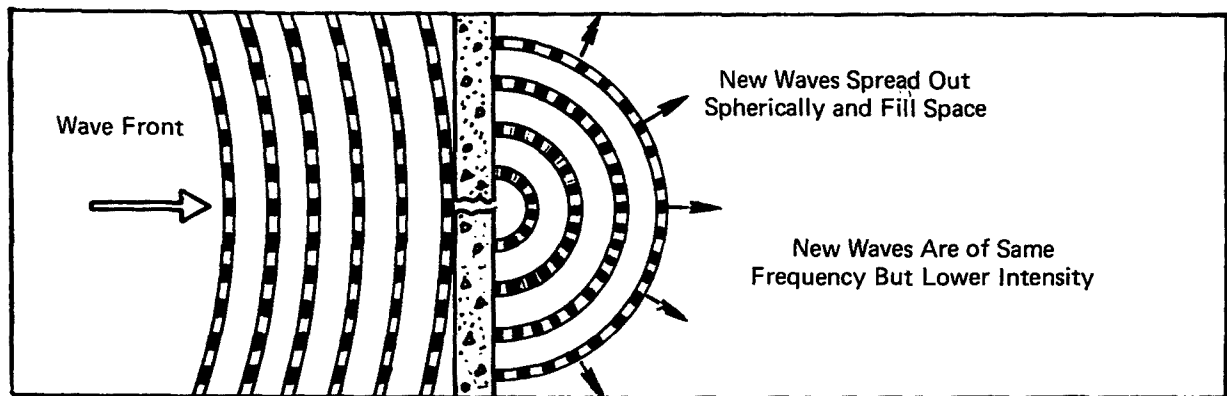 Wave Front
New Waves Spread Out
Spherically and Fill Space
New Waves Are of Same
Frequency But Lower Intensity